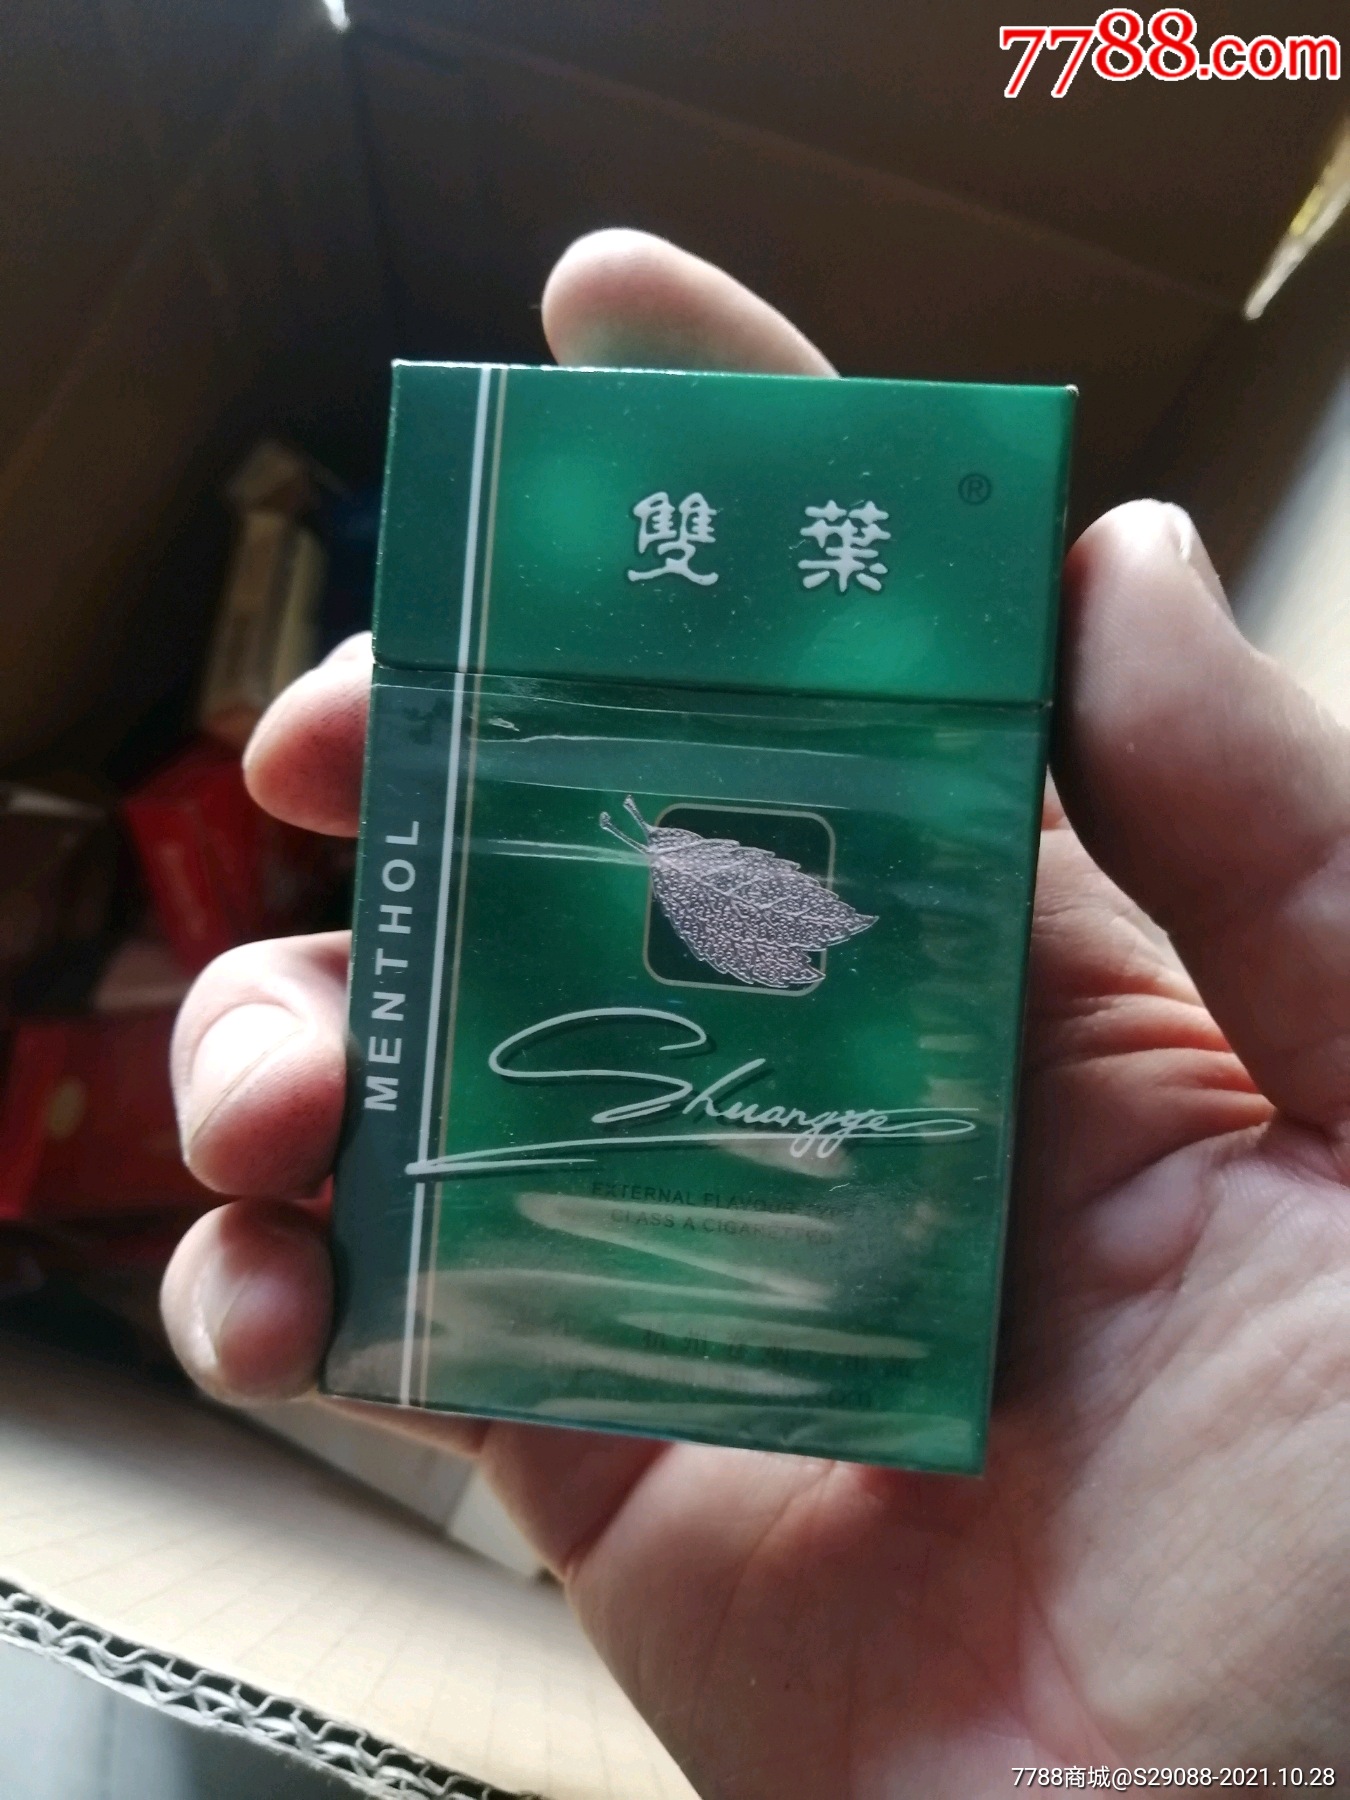 7788.com
雙葉
®
MENTHOL
Shuangye
EXTERNAL FLAVOUR
CLASS A CIGARETTES
7788商城@S29088-2021.10.28